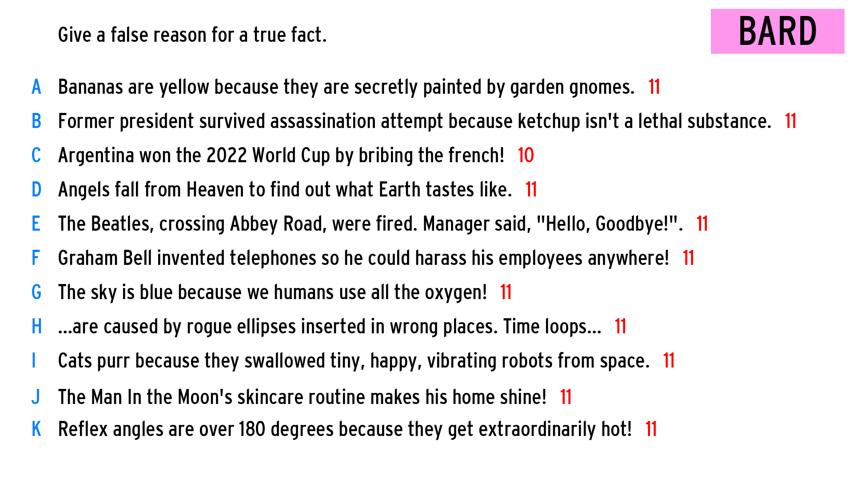 Give a false reason for a true fact.
BARD
A Bananas are yellow because they are secretly painted by garden gnomes. 11
B Former president survived assassination attempt because ketchup isn't a lethal substance. 11
C Argentina won the 2022 World Cup by bribing the french! 10
D Angels fall from Heaven to find out what Earth tastes like. 11
E The Beatles, crossing Abbey Road, were fired. Manager said, "Hello, Goodbye!". 11
F Graham Bell invented telephones so he could harass his employees anywhere! 11
G The sky is blue because we humans use all the oxygen! 11
H ...are caused by rogue ellipses inserted in wrong places. Time loops... 11
I Cats purr because they swallowed tiny, happy, vibrating robots from space. 11
J The Man In the Moon's skincare routine makes his home shine! 11
K Reflex angles are over 180 degrees because they get extraordinarily hot! 11